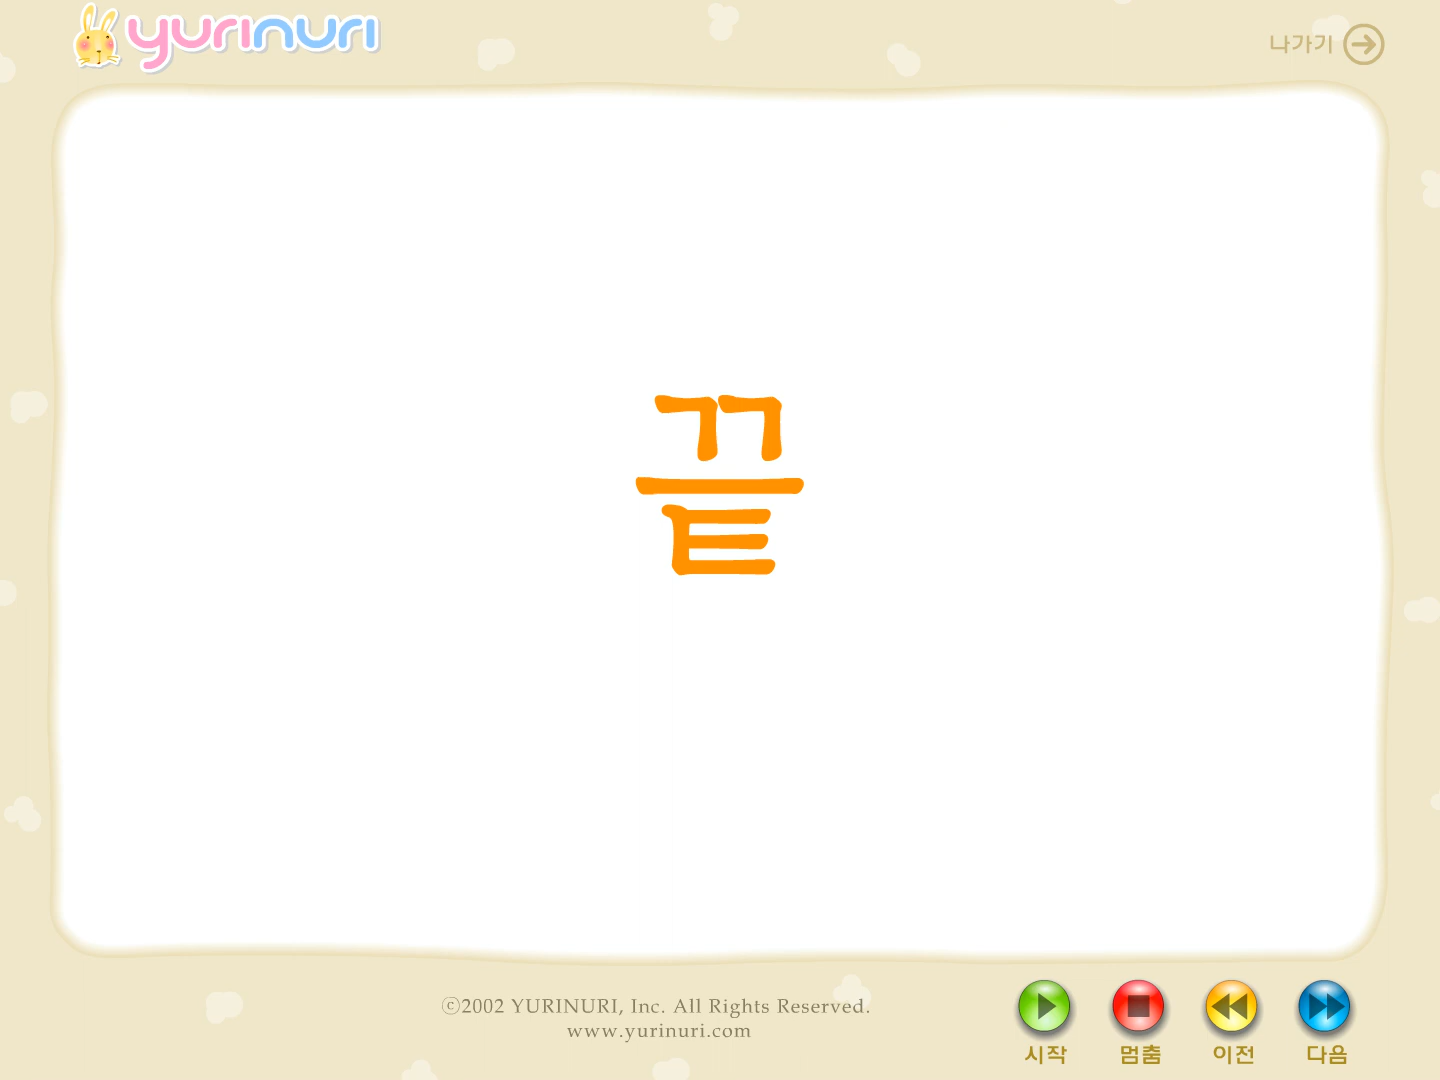 yurinuri
나가기
끝
ⓒ2002 YURINURI, Inc. All Rights Reserved.
www.yurinuri.com
시작 멈춤 이전 다음